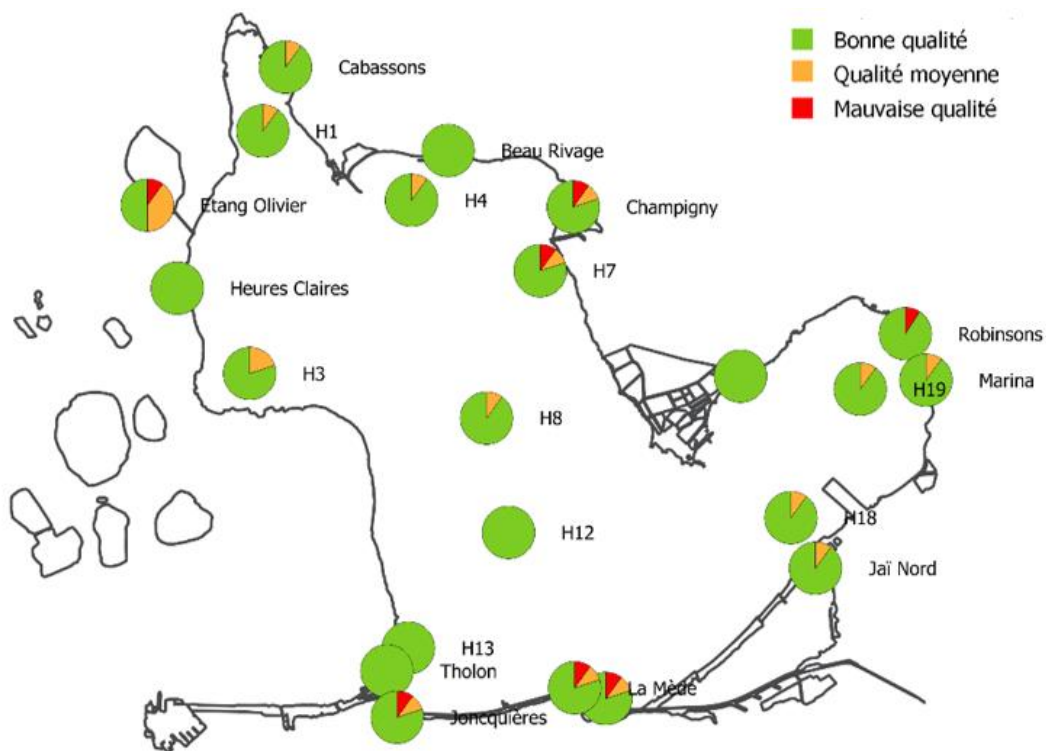 Bonne qualité
Qualité moyenne
Mauvaise qualité
Cabassons
H1
Beau Rivage
Etang Olivier
H4
Champigny
H7
Heures Claires
Robinsons
H3
H19
Marina
H8
H18
H12
Jaï Nord
H13
Tholon
La Mède
Joncquières